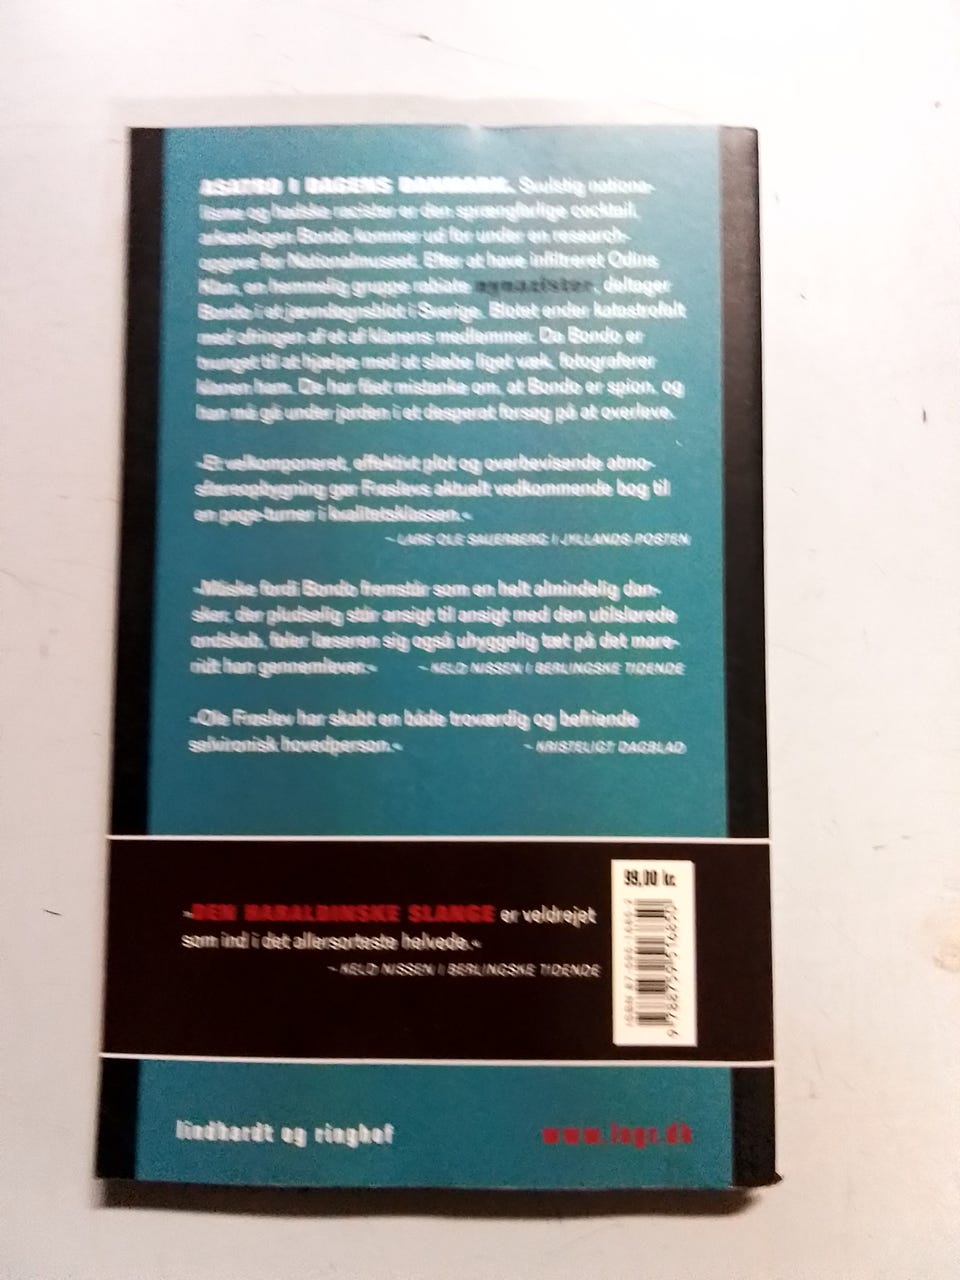 ASATRO I DAGENS DANMARK. Svulstig nationa-
lisme og hadske racister er den sprængfarlige cocktail,
arkæologen Bondo kommer ud for under en research-
opgave for Nationalmuseet. Efter at have infiltreret Odins
Klan, en hemmelig gruppe rabiate nynazister, deltager
Bondo i et jævndøgnsblot i Sverige. Blotet ender katastrofalt
med ofringen af et af klanens medlemmer. Da Bondo er
tvunget til at hjælpe med at slæbe liget væk, fotograferer
klanen ham. De har fået mistanke om, at Bondo er spion, og
han må gå under jorden i et desperat forsøg på at overleve.
»Et velkomponeret, effektivt plot og overbevisende atmo-
sfæreopbygning gør Frøslevs aktuelt vedkommende bog til
en page-turner i kvalitetsklassen.«
– LARS OLE SAUERBERG I JYLLANDS-POSTEN
»Måske fordi Bondo fremstår som en helt almindelig dan-
sker, der pludselig står ansigt til ansigt med den utilslørede
ondskab, føler læseren sig også uhyggelig tæt på det mare-
ridt han gennemlever.« – KELD NISSEN I BERLINGSKE TIDENDE
»Ole Frøslev har skabt en både troværdig og befriende
selvironisk hovedperson.« – KRISTELIGT DAGBLAD
»DEN HARALDINSKE SLANGE er veldrejet
som ind i det allersorteste helvede.«
– KELD NISSEN I BERLINGSKE TIDENDE
99,00 kr.
9 788759 516850
lindhardt og ringhof
www.logr.dk